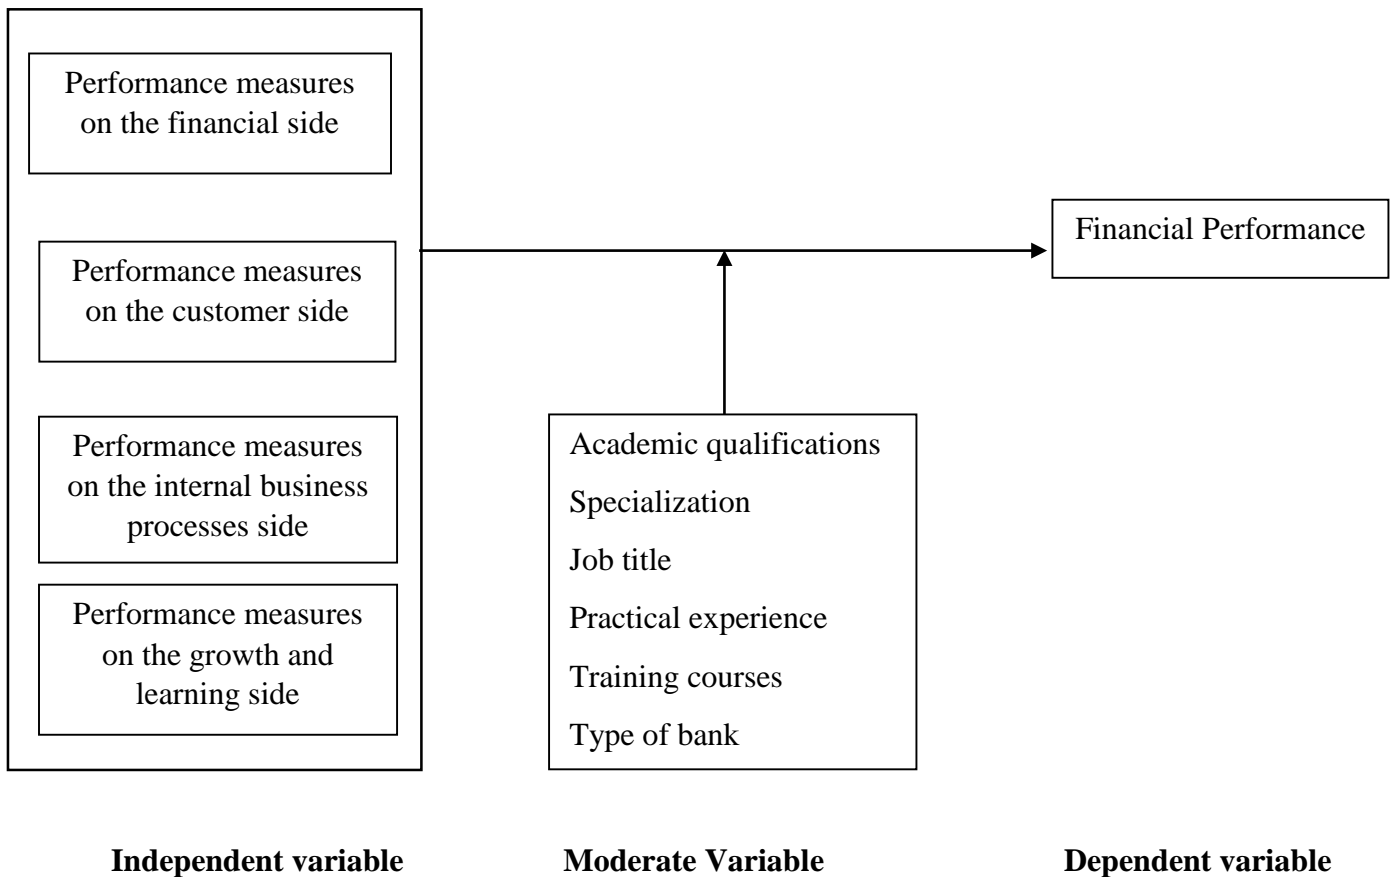 Performance measures
on the financial side
Performance measures
on the customer side
Performance measures
on the internal business
processes side
Performance measures
on the growth and
learning side
Academic qualifications
Specialization
Job title
Practical experience
Training courses
Type of bank
Financial Performance
Independent variable
Moderate Variable
Dependent variable